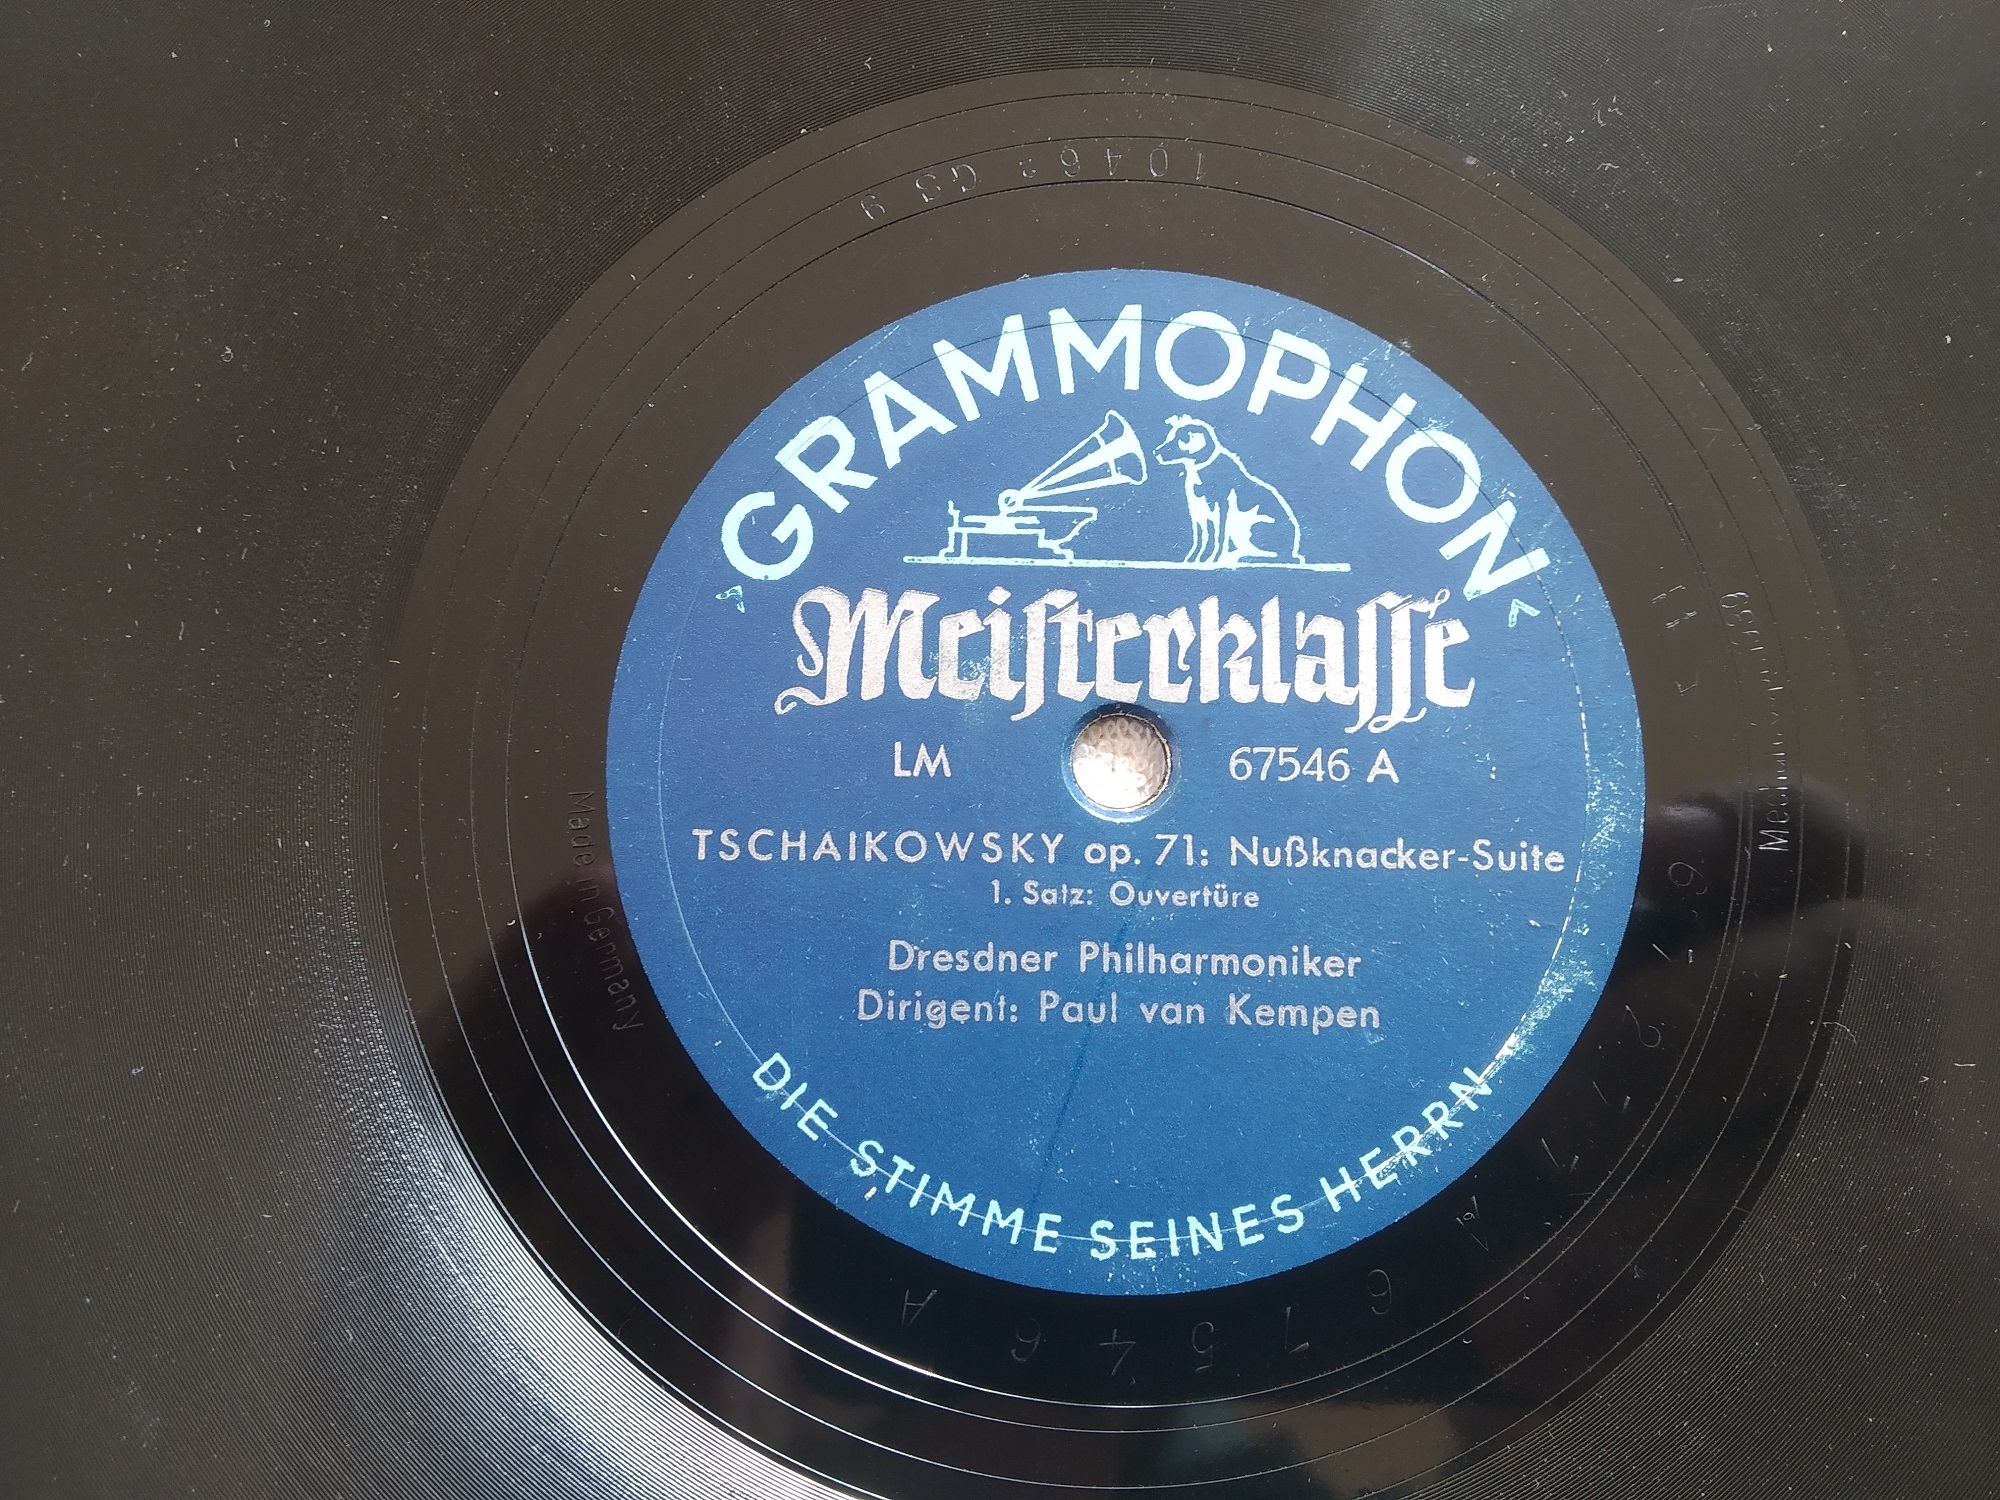 GRAMMOPHON
Meisterklasse
LM 67546 A
TSCHAIKOWSKY op. 71: Nußknacker-Suite
1. Satz: Ouvertüre
Dresdner Philharmoniker
Dirigent: Paul van Kempen
DIE STIMME SEINES HERRN
Made in Germany
67546 A